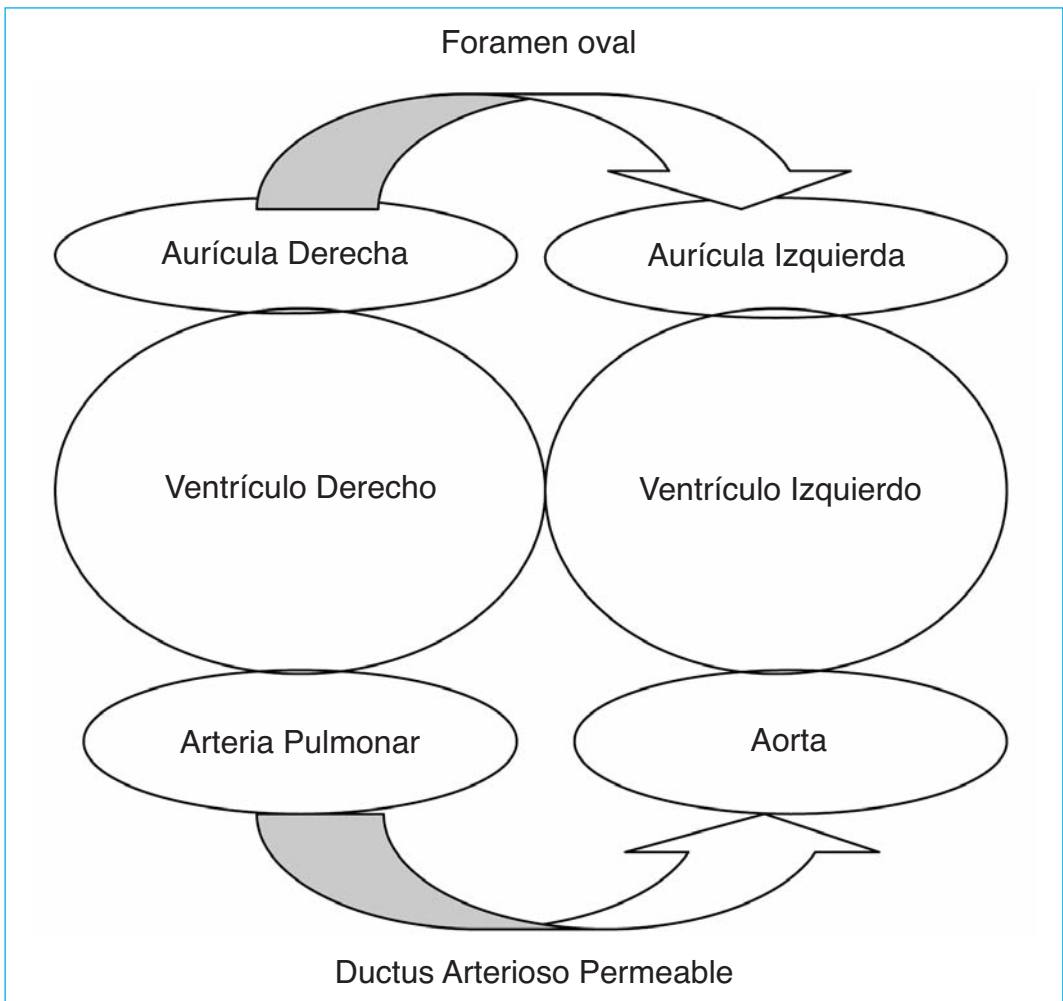 Foramen oval
Aurícula Derecha
Aurícula Izquierda
Ventrículo Derecho
Ventrículo Izquierdo
Arteria Pulmonar
Aorta
Ductus Arterioso Permeable